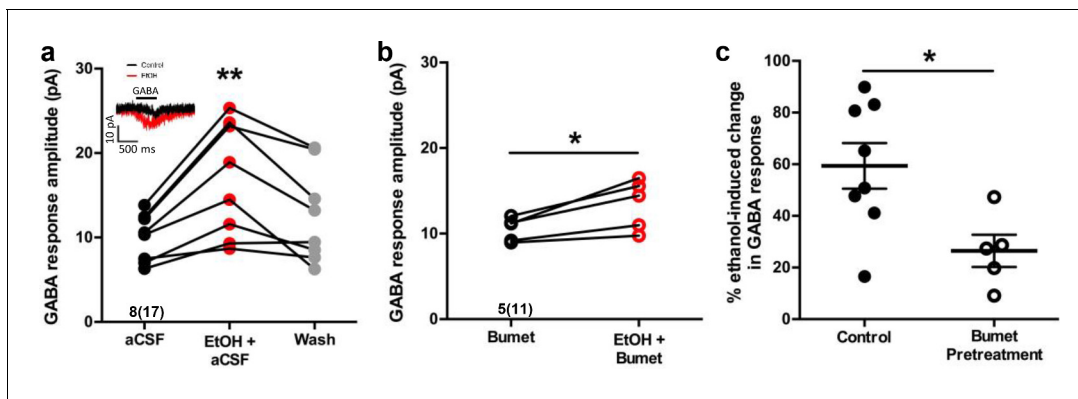 a
Control
EtOH
GABA
10 pA
500 ms
**
GABA response amplitude (pA)
30
20
10
0
8(17)
aCSF
EtOH +
aCSF
Wash
b
GABA response amplitude (pA)
30
20
10
0
*
5(11)
Bumet
EtOH +
Bumet
c
% ethanol-induced change
in GABA response
100
80
60
40
20
0
*
Control
Bumet
Pretreatment